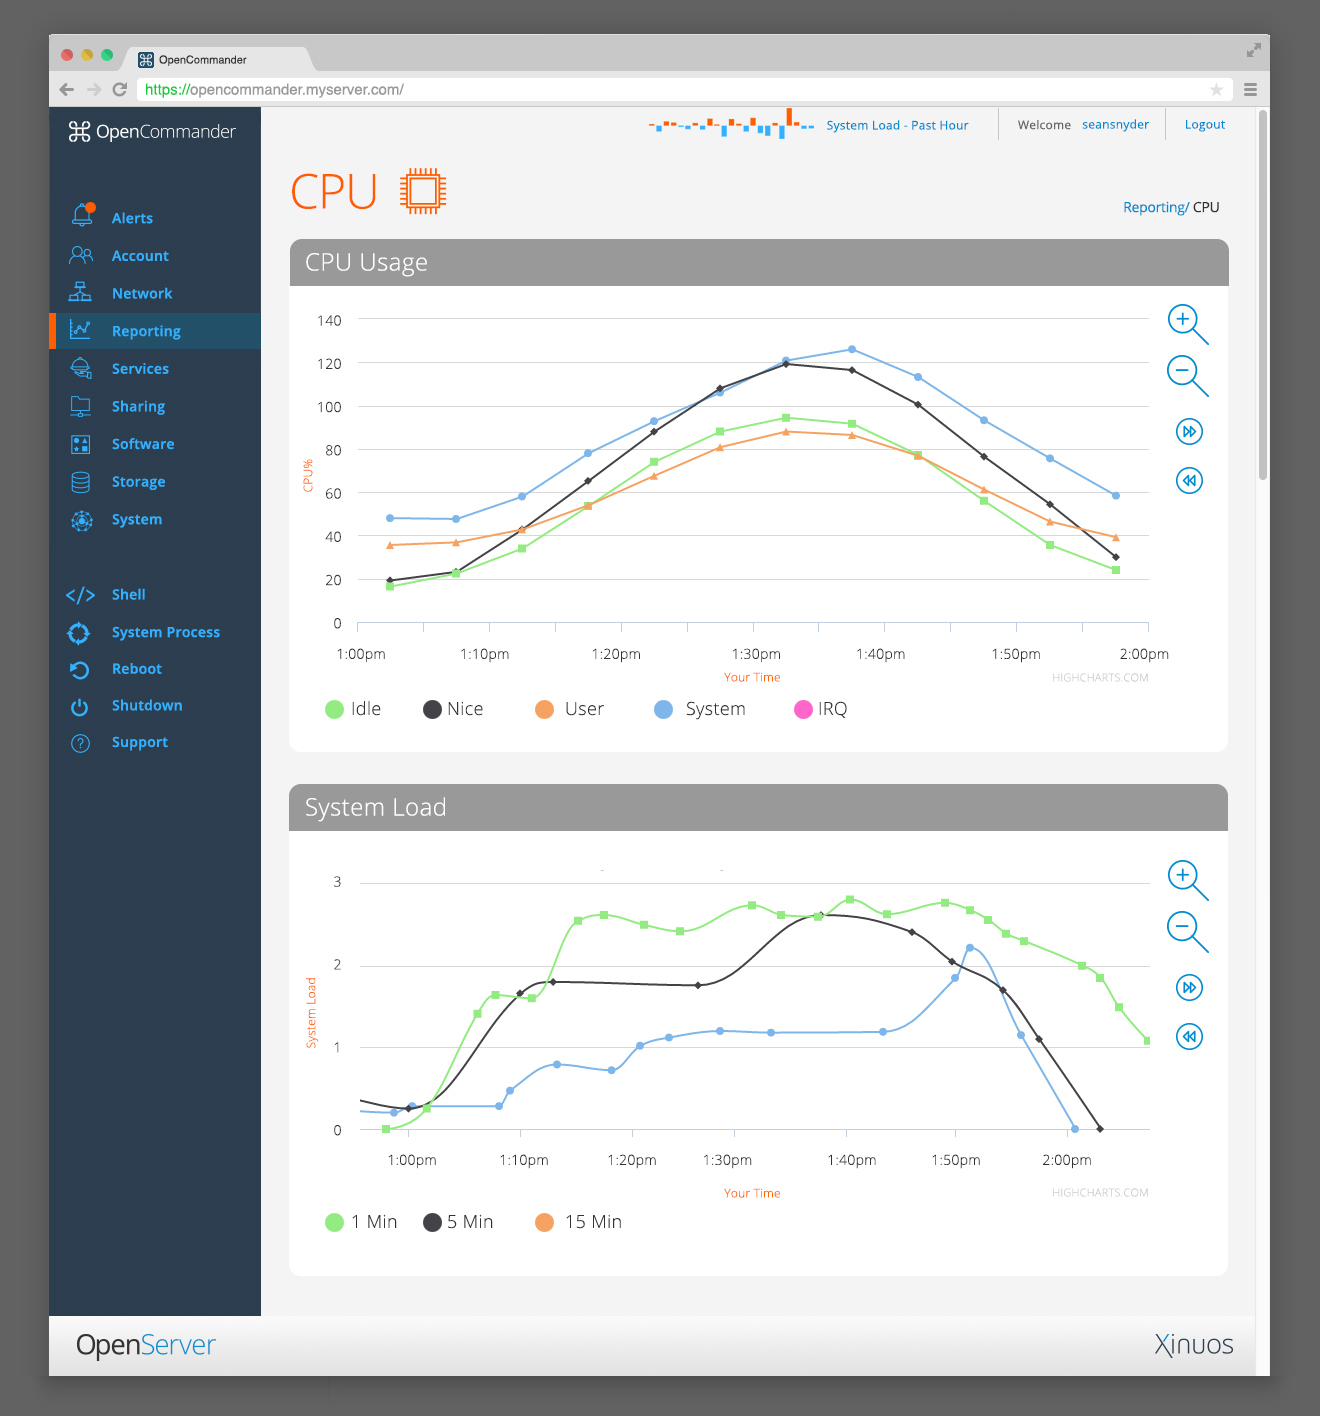 OpenCommander
https://opencommander.myserver.com/
OpenCommander
System Load - Past Hour
Welcome seansnyder
Logout
Alerts
Account
Network
Reporting
Services
Sharing
Software
Storage
System
</> Shell
System Process
Reboot
Shutdown
? Support
CPU
Reporting/ CPU
CPU Usage
140
120
100
80
60
40
20
0
CPU%
1:00pm 1:10pm 1:20pm 1:30pm 1:40pm 1:50pm 2:00pm
Your Time
HIGHCHARTS.COM
Idle Nice User System IRQ
System Load
3
2
1
0
System Load
1:00pm 1:10pm 1:20pm 1:30pm 1:40pm 1:50pm 2:00pm
Your Time
HIGHCHARTS.COM
1 Min 5 Min 15 Min
OpenServer
Xinuos